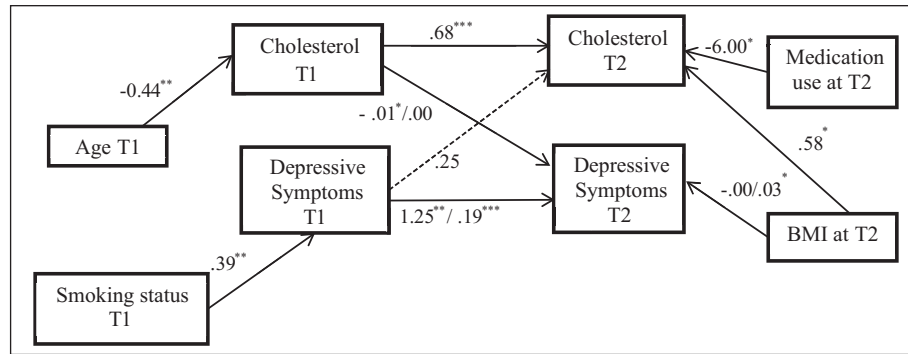 Cholesterol
T1
.68***
Cholesterol
T2
-6.00*
Medication
use at T2
-0.44**
- .01*/.00
Age T1
.58*
Depressive
Symptoms
T1
.25
Depressive
Symptoms
T2
1.25**/ .19***
-.00/.03*
BMI at T2
.39**
Smoking status
T1